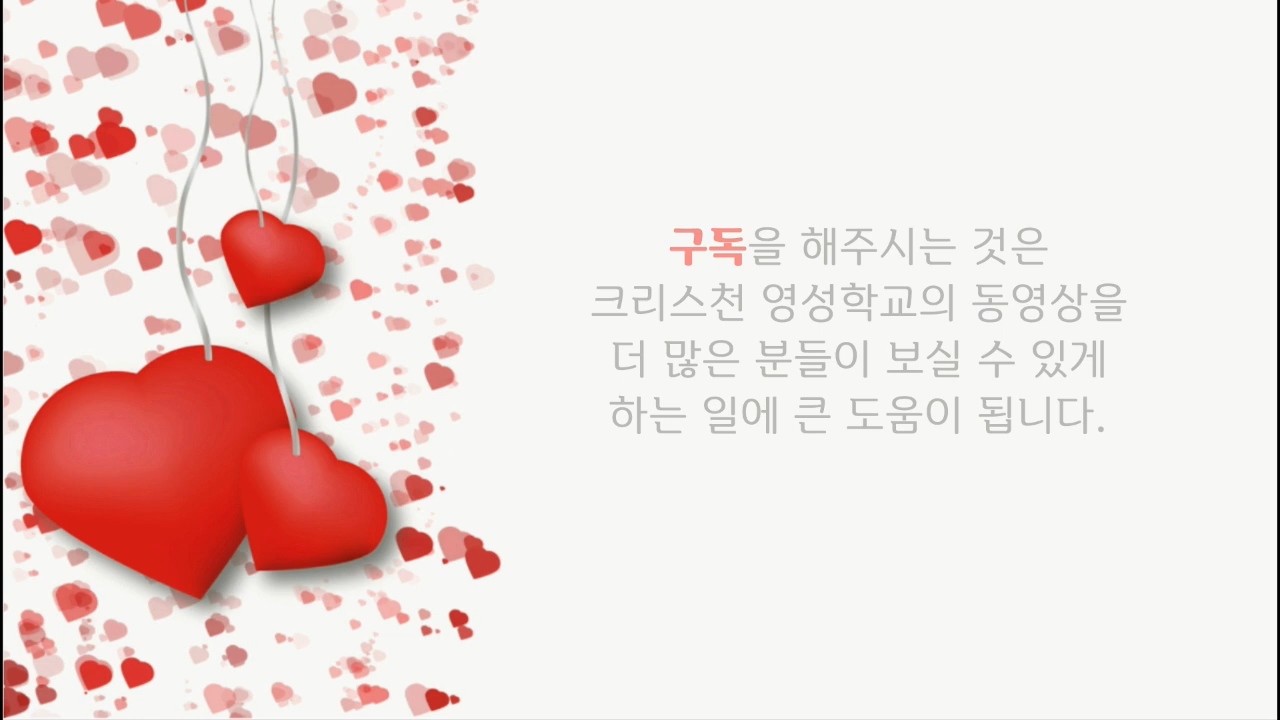 구독을 해주시는 것은
크리스천 영성학교의 동영상을
더 많은 분들이 보실 수 있게
하는 일에 큰 도움이 됩니다.